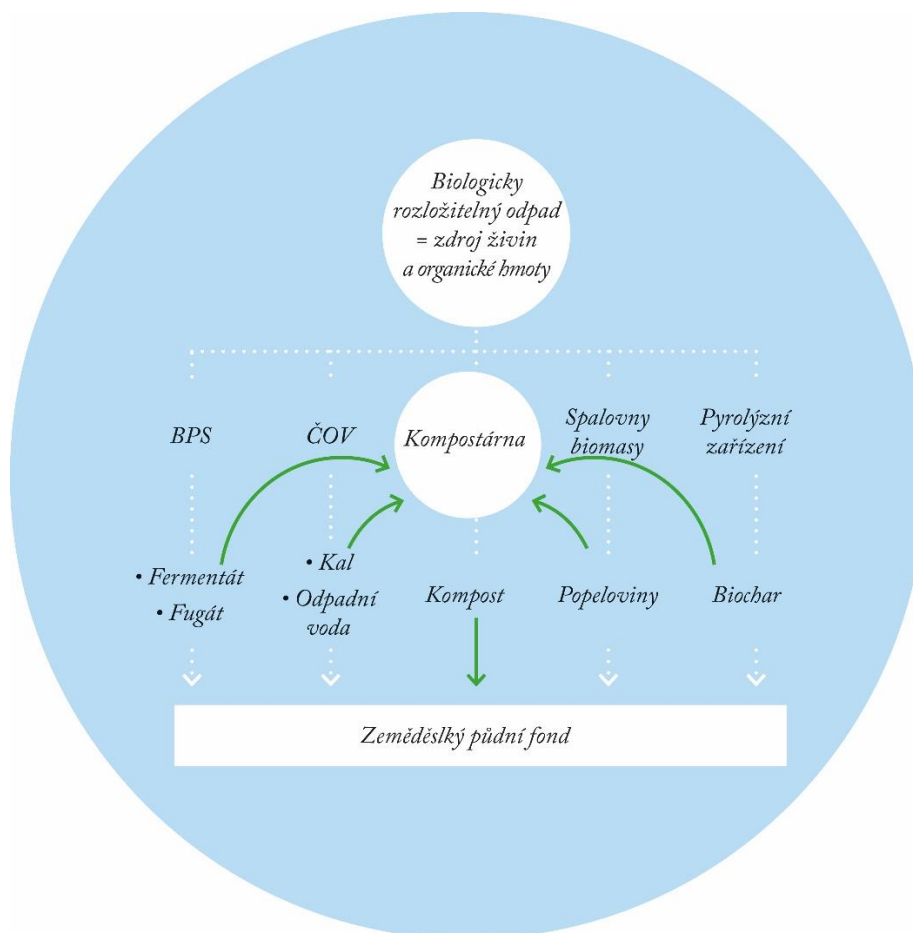 Biologicky
rozložitelný odpad
= zdroj živin
a organické hmoty
BPS
ČOV
Kompostárna
Spalovny
biomasy
Pyrolýzní
zařízení
• Fermentát
• Fugát
• Kal
• Odpadní
voda
Kompost
Popeloviny
Biochar
Zeměděslký půdní fond